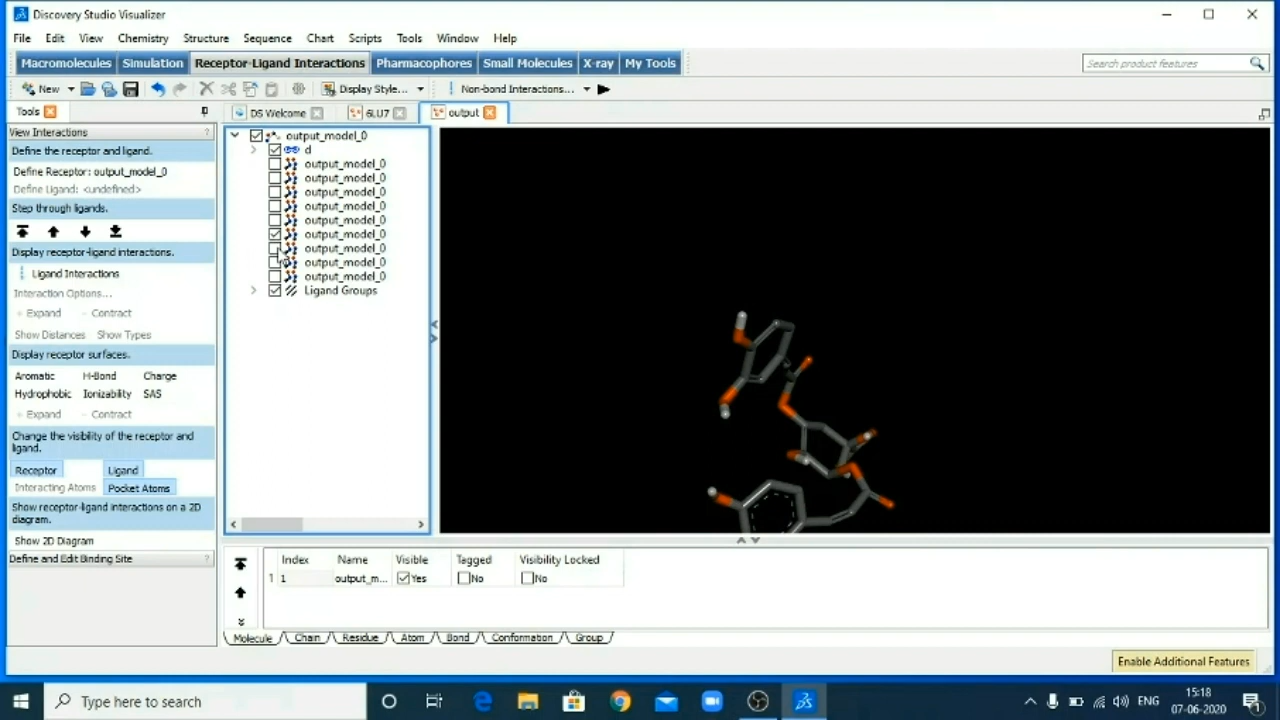 Discovery Studio Visualizer
File Edit View Chemistry Structure Sequence Chart Scripts Tools Window Help
Macromolecules Simulation Receptor-Ligand Interactions Pharmacophores Small Molecules X-ray My Tools Search product features
New Display Style... Non-bond Interactions...
Tools DS Welcome 6LU7 output
View Interactions ?
Define the receptor and ligand.
Define Receptor: output_model_0
Define Ligand: <undefined>
Step through ligands.
Display receptor-ligand interactions.
Ligand Interactions
Interaction Options...
+ Expand - Contract
Show Distances Show Types
Display receptor surfaces.
Aromatic H-Bond Charge
Hydrophobic Ionizability SAS
+ Expand - Contract
Change the visibility of the receptor and
ligand.
Receptor Ligand
Interacting Atoms Pocket Atoms
Show receptor-ligand interactions on a 2D
diagram.
Show 2D Diagram
Define and Edit Binding Site ?
output_model_0
d
output_model_0
output_model_0
output_model_0
output_model_0
output_model_0
output_model_0
output_model_0
output_model_0
output_model_0
Ligand Groups
Index Name Visible Tagged Visibility Locked
1 1 output_m... Yes No No
Molecule Chain Residue Atom Bond Conformation Group
Enable Additional Features
Type here to search
ENG
15:18
07-06-2020
1